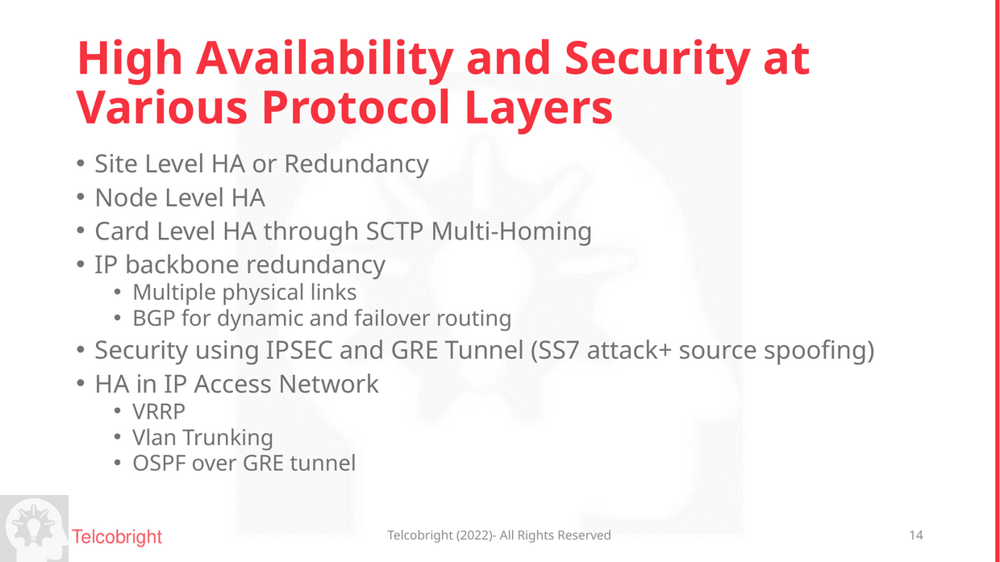 High Availability and Security at
Various Protocol Layers
• Site Level HA or Redundancy
• Node Level HA
• Card Level HA through SCTP Multi-Homing
• IP backbone redundancy
• Multiple physical links
• BGP for dynamic and failover routing
• Security using IPSEC and GRE Tunnel (SS7 attack+ source spoofing)
• HA in IP Access Network
• VRRP
• Vlan Trunking
• OSPF over GRE tunnel
Telcobright
Telcobright (2022)- All Rights Reserved
14